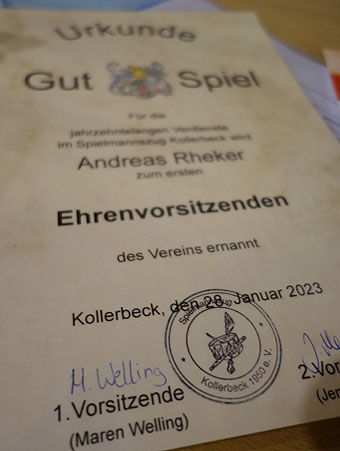 Urkunde
Gut Spiel
Für die
jahrzehntelangen Verdienste
im Spielmannszug Kollerbeck wird
Andreas Rheker
zum ersten
Ehrenvorsitzenden
des Vereins ernannt
Kollerbeck, den 28. Januar 2023
Kollerbeck 1950 e. V.
M. Welling
1.Vorsitzende
2.Vor
(Maren Welling)
(Jen